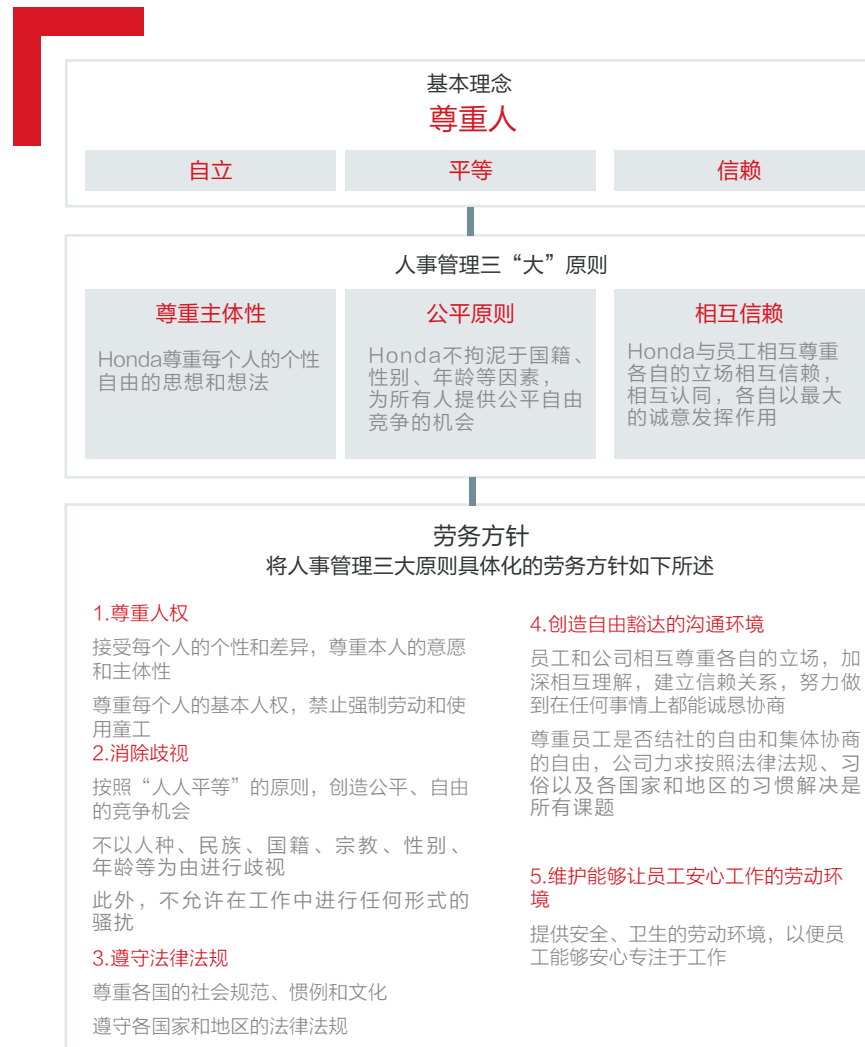 基本理念
尊重人
自立
平等
信赖
人事管理三“大”原则
尊重主体性
Honda尊重每个人的个性
自由的思想和想法
公平原则
Honda不拘泥于国籍、
性别、年龄等因素，
为所有人提供公平自由
竞争的机会
相互信赖
Honda与员工相互尊重
各自的立场相互信赖，
相互认同，各自以最大
的诚意发挥作用
劳务方针
将人事管理三大原则具体化的劳务方针如下所述
1.尊重人权
接受每个人的个性和差异，尊重本人的意愿
和主体性
尊重每个人的基本人权，禁止强制劳动和使
用童工
2.消除歧视
按照“人人平等”的原则，创造公平、自由
的竞争机会
不以人种、民族、国籍、宗教、性别、
年龄等为由进行歧视
此外，不允许在工作中进行任何形式的
骚扰
3.遵守法律法规
尊重各国的社会规范、惯例和文化
遵守各国家和地区的法律法规
4.创造自由豁达的沟通环境
员工和公司相互尊重各自的立场，加
深相互理解，建立信赖关系，努力做
到在任何事情上都能诚恳协商
尊重员工是否结社的自由和集体协商
的自由，公司力求按照法律法规、习
俗以及各国家和地区的习惯解决是
所有课题
5.维护能够让员工安心工作的劳动环
境
提供安全、卫生的劳动环境，以便员
工能够安心专注于工作